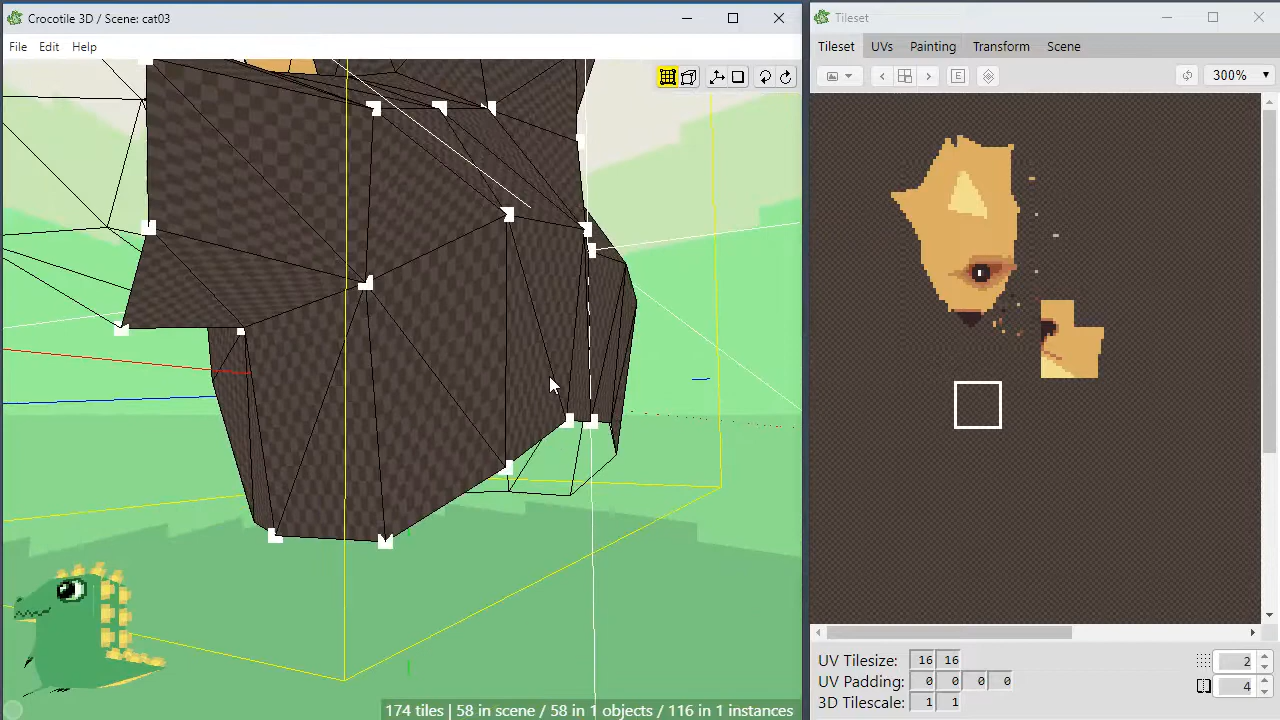 Crocotile 3D / Scene: cat03
File Edit Help
174 tiles | 58 in scene / 58 in 1 objects / 116 in 1 instances
Tileset
Tileset UVs Painting Transform Scene
E 300%
UV Tilesize: 16 16 2
UV Padding: 0 0 0 0 4
3D Tilescale: 1 1